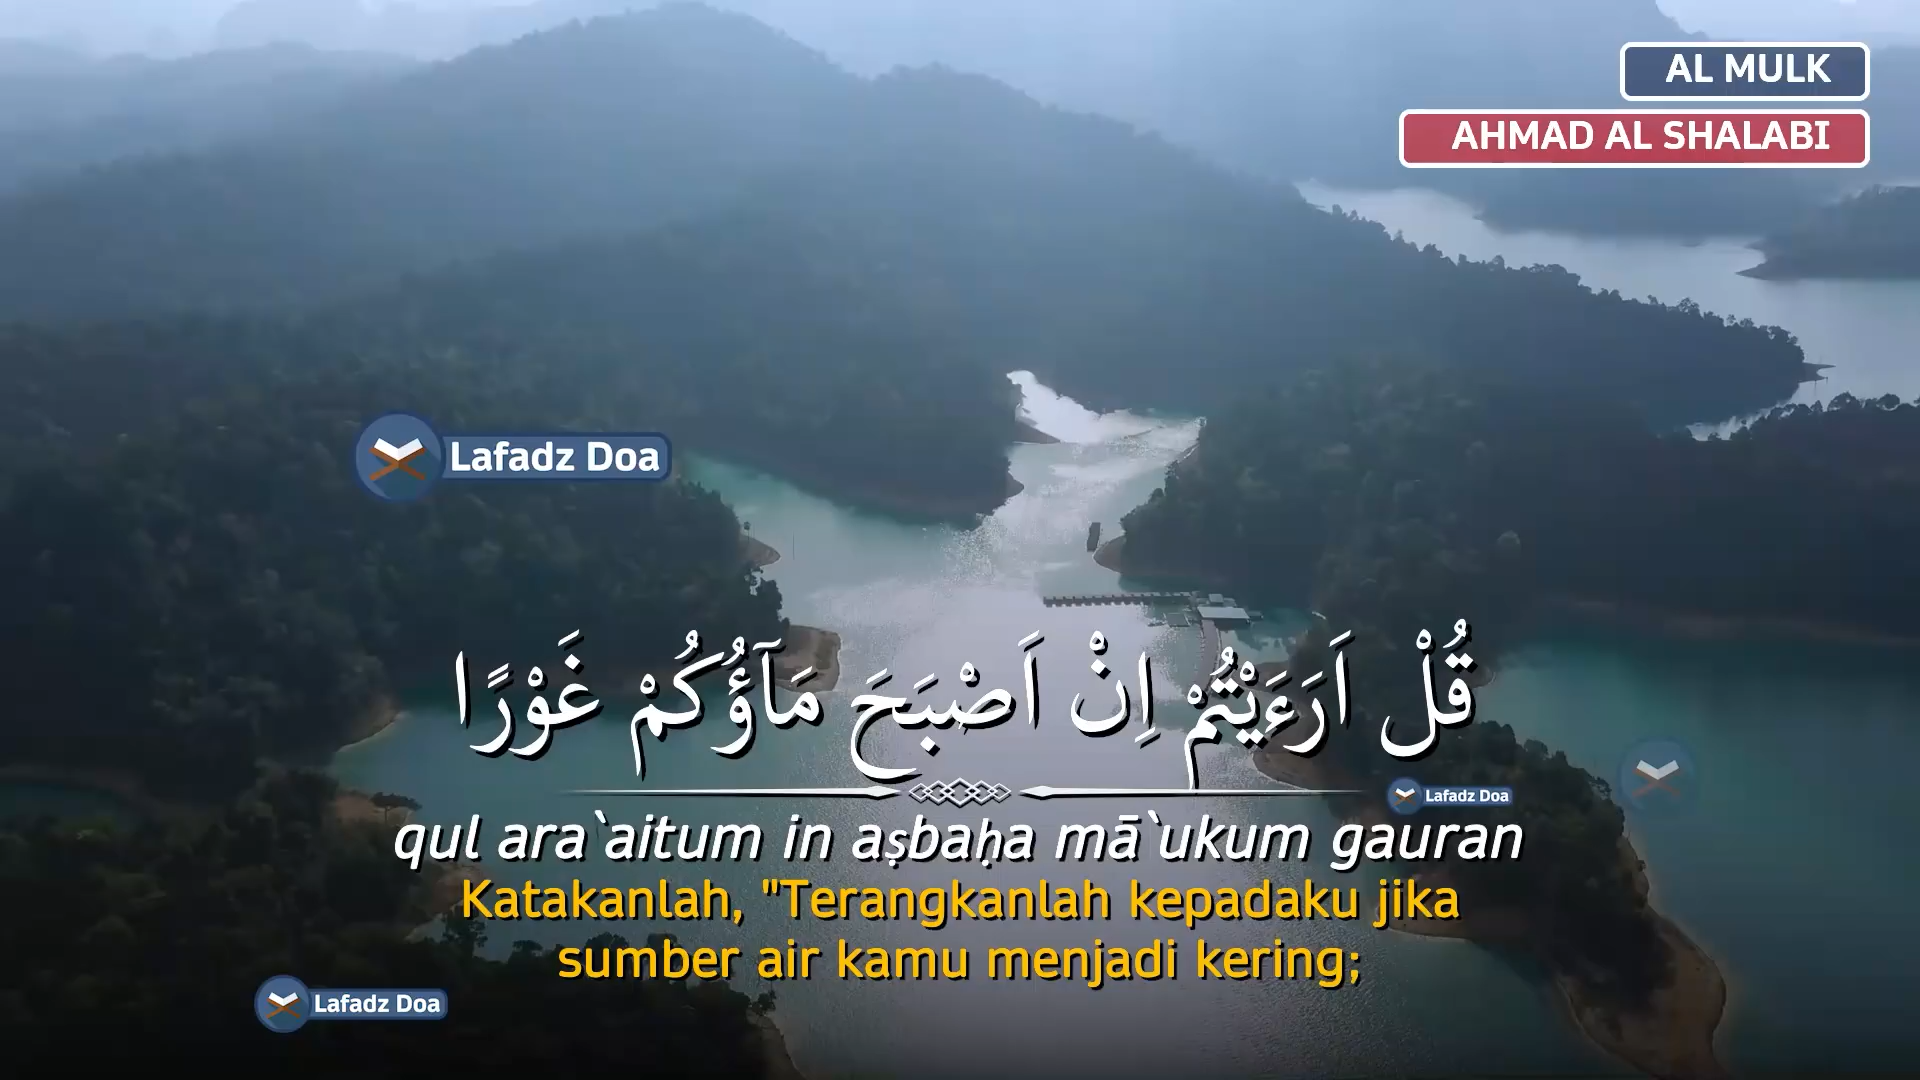 AL MULK
AHMAD AL SHALABI
Lafadz Doa
قُلْ اَرَءَيْتُمْ اِنْ اَصْبَحَ مَآؤُكُمْ غَوْرًا
Lafadz Doa
qul ara`aitum in aṣbaḥa mā`ukum gauran
Katakanlah, "Terangkanlah kepadaku jika
sumber air kamu menjadi kering;
Lafadz Doa